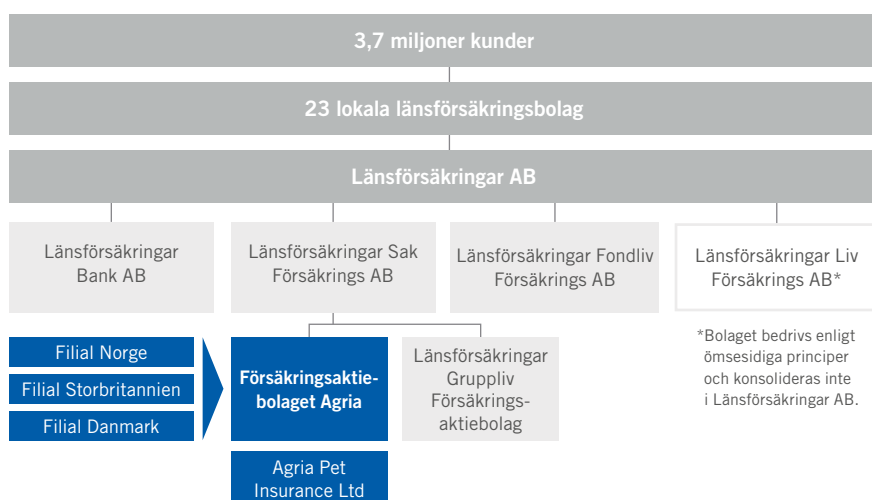 3,7 miljoner kunder
23 lokala länsförsäkringsbolag
Länsförsäkringar AB
Länsförsäkringar
Bank AB
Länsförsäkringar Sak
Försäkrings AB
Länsförsäkringar Fondliv
Försäkrings AB
Länsförsäkringar Liv
Försäkrings AB*
Filial Norge
Filial Storbritannien
Filial Danmark
Försäkringsaktie-
bolaget Agria
Länsförsäkringar
Gruppliv
Försäkrings-
aktiebolag
*Bolaget bedrivs enligt
ömsesidiga principer
och konsolideras inte
i Länsförsäkringar AB.
Agria Pet
Insurance Ltd